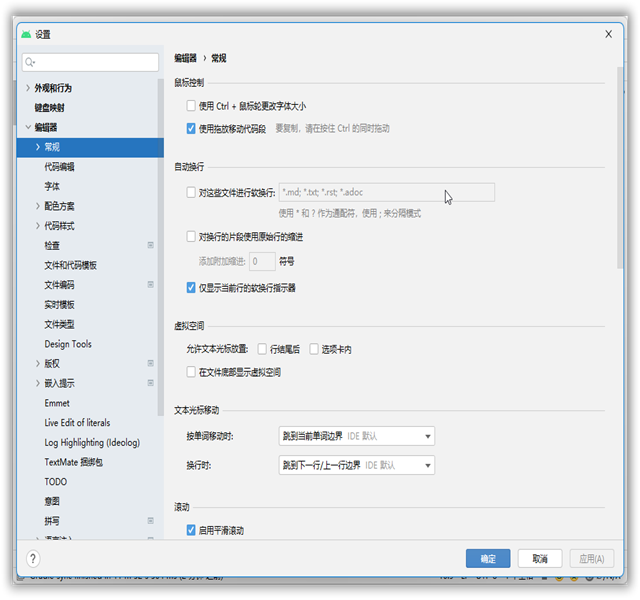 设置
外观和行为
键盘映射
编辑器
常规
代码编辑
字体
配色方案
代码样式
检查
文件和代码模板
文件编码
实时模板
文件类型
Design Tools
版权
嵌入提示
Emmet
Live Edit of literals
Log Highlighting (Ideolog)
TextMate 捆绑包
TODO
意图
拼写
编辑器 › 常规
鼠标控制
使用 Ctrl + 鼠标轮更改字体大小
使用拖放移动代码段 要复制，请在按住 Ctrl 的同时拖动
自动换行
对这些文件进行软换行: *.md; *.txt; *.rst; *.adoc
使用 * 和 ? 作为通配符，使用 ; 来分隔模式
对换行的片段使用原始行的缩进
添加附加缩进: 0 符号
仅显示当前行的软换行指示器
虚拟空间
允许文本光标放置: 行结尾后 选项卡内
在文件底部显示虚拟空间
文本光标移动
按单词移动时: 跳到当前单词边界 IDE 默认
换行时: 跳到下一行/上一行边界 IDE 默认
滚动
启用平滑滚动
? 确定 取消 应用(A)